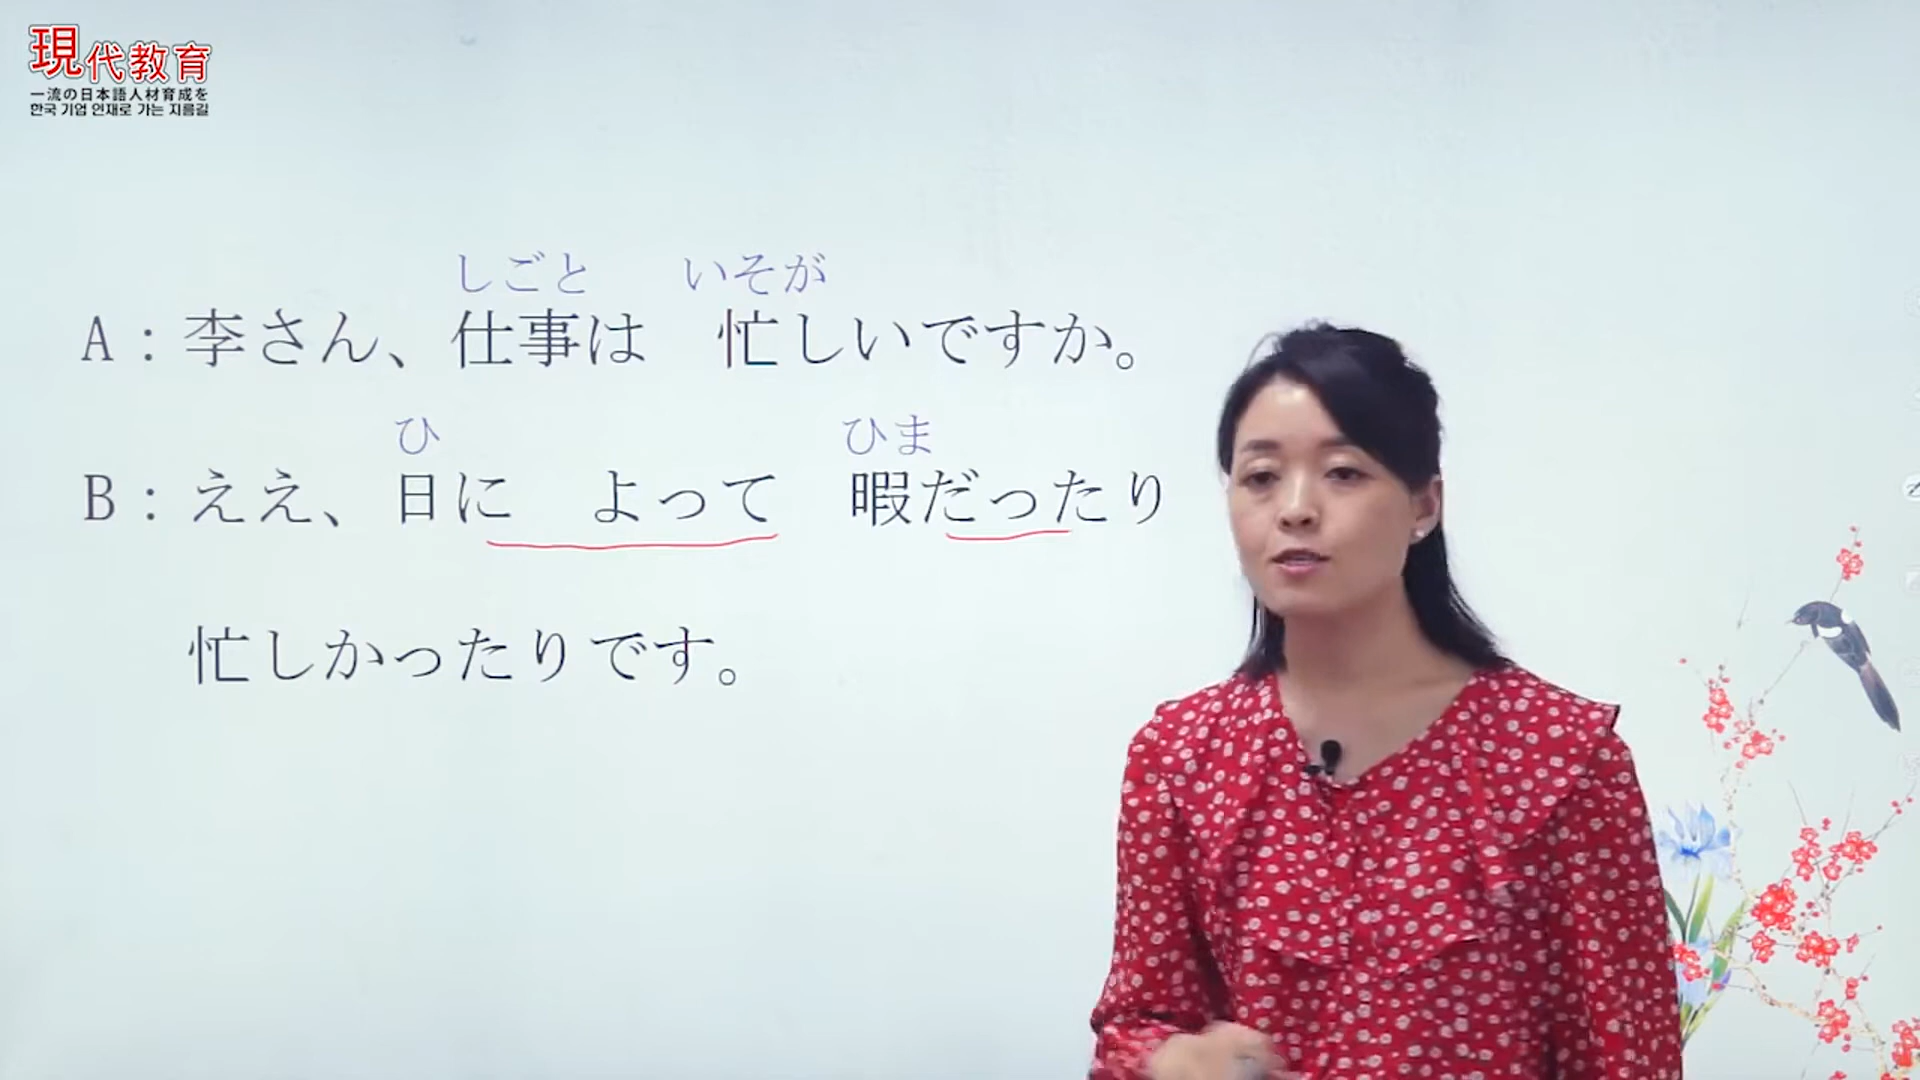 現代教育
一流の日本語人材育成を
한국 기업 인재로 가는 지름길
しごと いそが
A：李さん、仕事は 忙しいですか。
ひ ひま
B：ええ、日に よって 暇だったり
忙しかったりです。